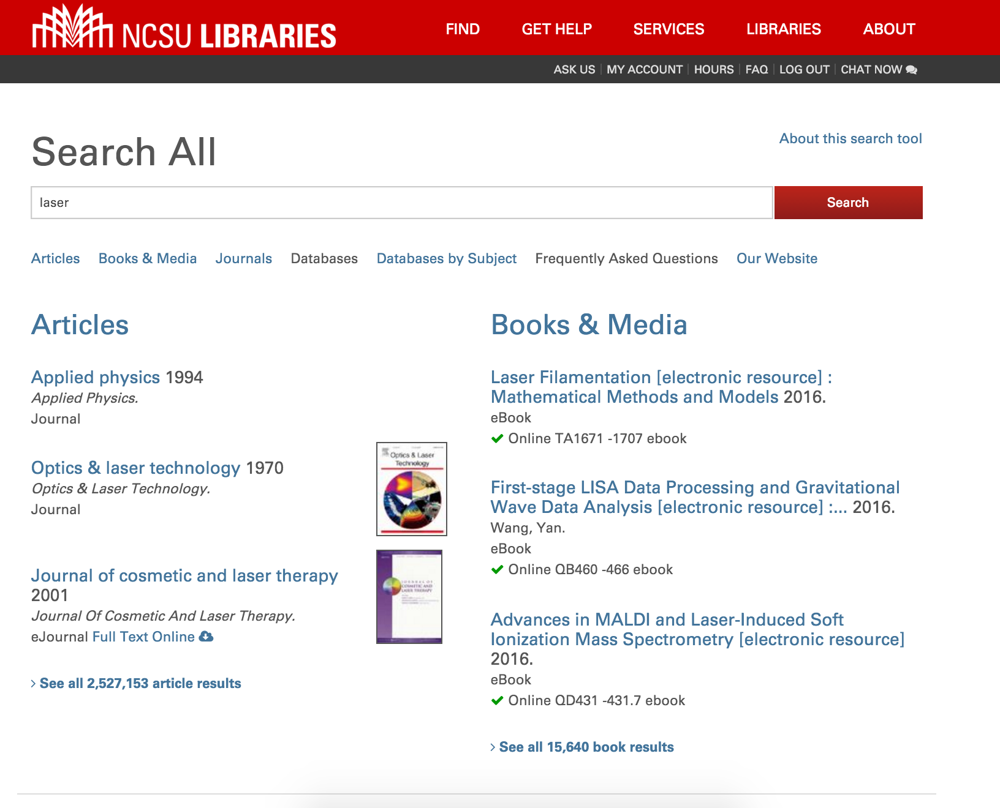 NCSU LIBRARIES
FIND GET HELP SERVICES LIBRARIES ABOUT
ASK US MY ACCOUNT HOURS FAQ LOG OUT CHAT NOW
Search All
About this search tool
laser
Search
Articles Books & Media Journals Databases Databases by Subject Frequently Asked Questions Our Website
Articles
Applied physics 1994
Applied Physics.
Journal
Optics & laser technology 1970
Optics & Laser Technology.
Journal
Optics & Laser
Technology
Journal of cosmetic and laser therapy
2001
Journal Of Cosmetic And Laser Therapy.
eJournal Full Text Online
JOURNAL OF
COSMETIC AND
LASER THERAPY
> See all 2,527,153 article results
Books & Media
Laser Filamentation [electronic resource] :
Mathematical Methods and Models 2016.
eBook
Online TA1671 -1707 ebook
First-stage LISA Data Processing and Gravitational
Wave Data Analysis [electronic resource] :... 2016.
Wang, Yan.
eBook
Online QB460 -466 ebook
Advances in MALDI and Laser-Induced Soft
Ionization Mass Spectrometry [electronic resource]
2016.
eBook
Online QD431 -431.7 ebook
> See all 15,640 book results